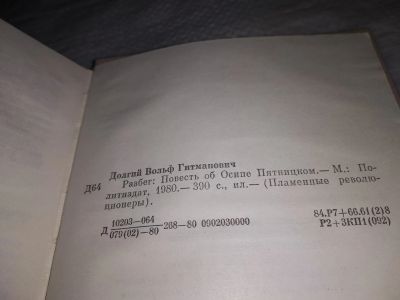 Долгий Вольф Гитманович
Д64 Разбег: Повесть об Осипе Пятницком.— М.: По-
литиздат, 1980.— 390 с., ил.— (Пламенные револю-
ционеры).
Д 10203—064
079(02)—80 268—80 0902030000
84.Р7+66.61(2)8
Р2+3КП1(092)